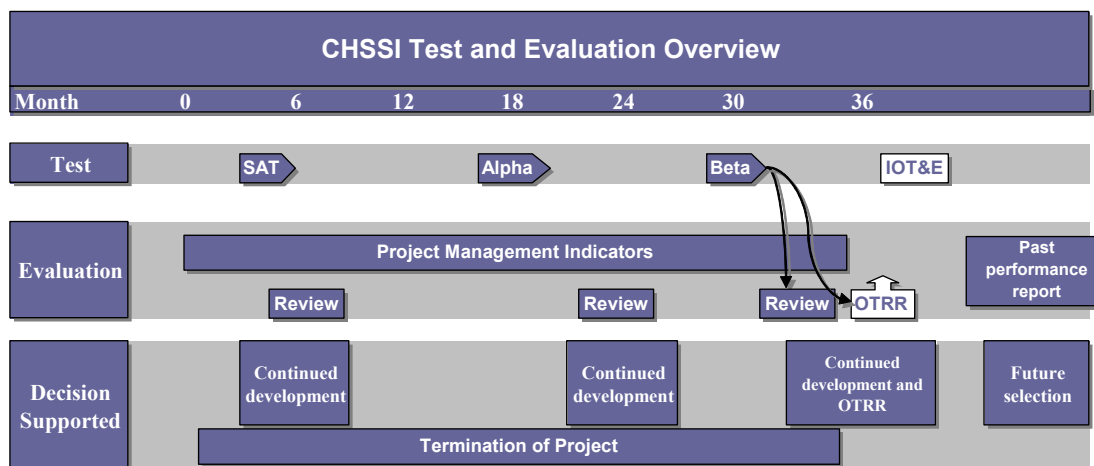 CHSSI Test and Evaluation Overview
Month 0 6 12 18 24 30 36
Test
SAT
Alpha
Beta
IOT&E
Evaluation
Project Management Indicators
Past
performance
report
Review
Review
Review
OTRR
Decision
Supported
Continued
development
Continued
development
Continued
development and
OTRR
Future
selection
Termination of Project